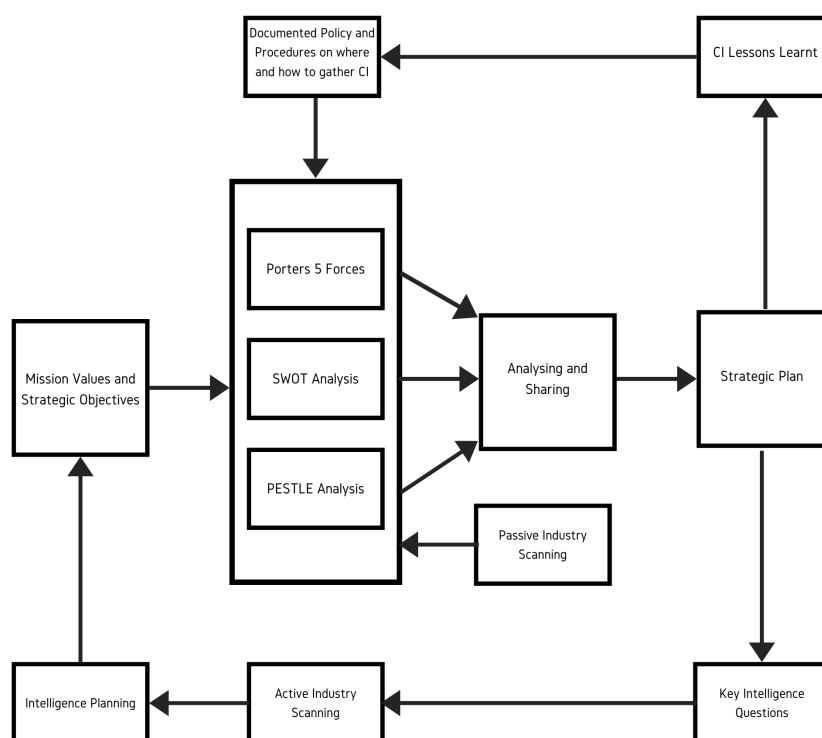 Documented Policy and
Procedures on where
and how to gather CI
CI Lessons Learnt
Porters 5 Forces
Mission Values and
Strategic Objectives
SWOT Analysis
Analysing and
Sharing
Strategic Plan
PESTLE Analysis
Passive Industry
Scanning
Intelligence Planning
Active Industry
Scanning
Key Intelligence
Questions